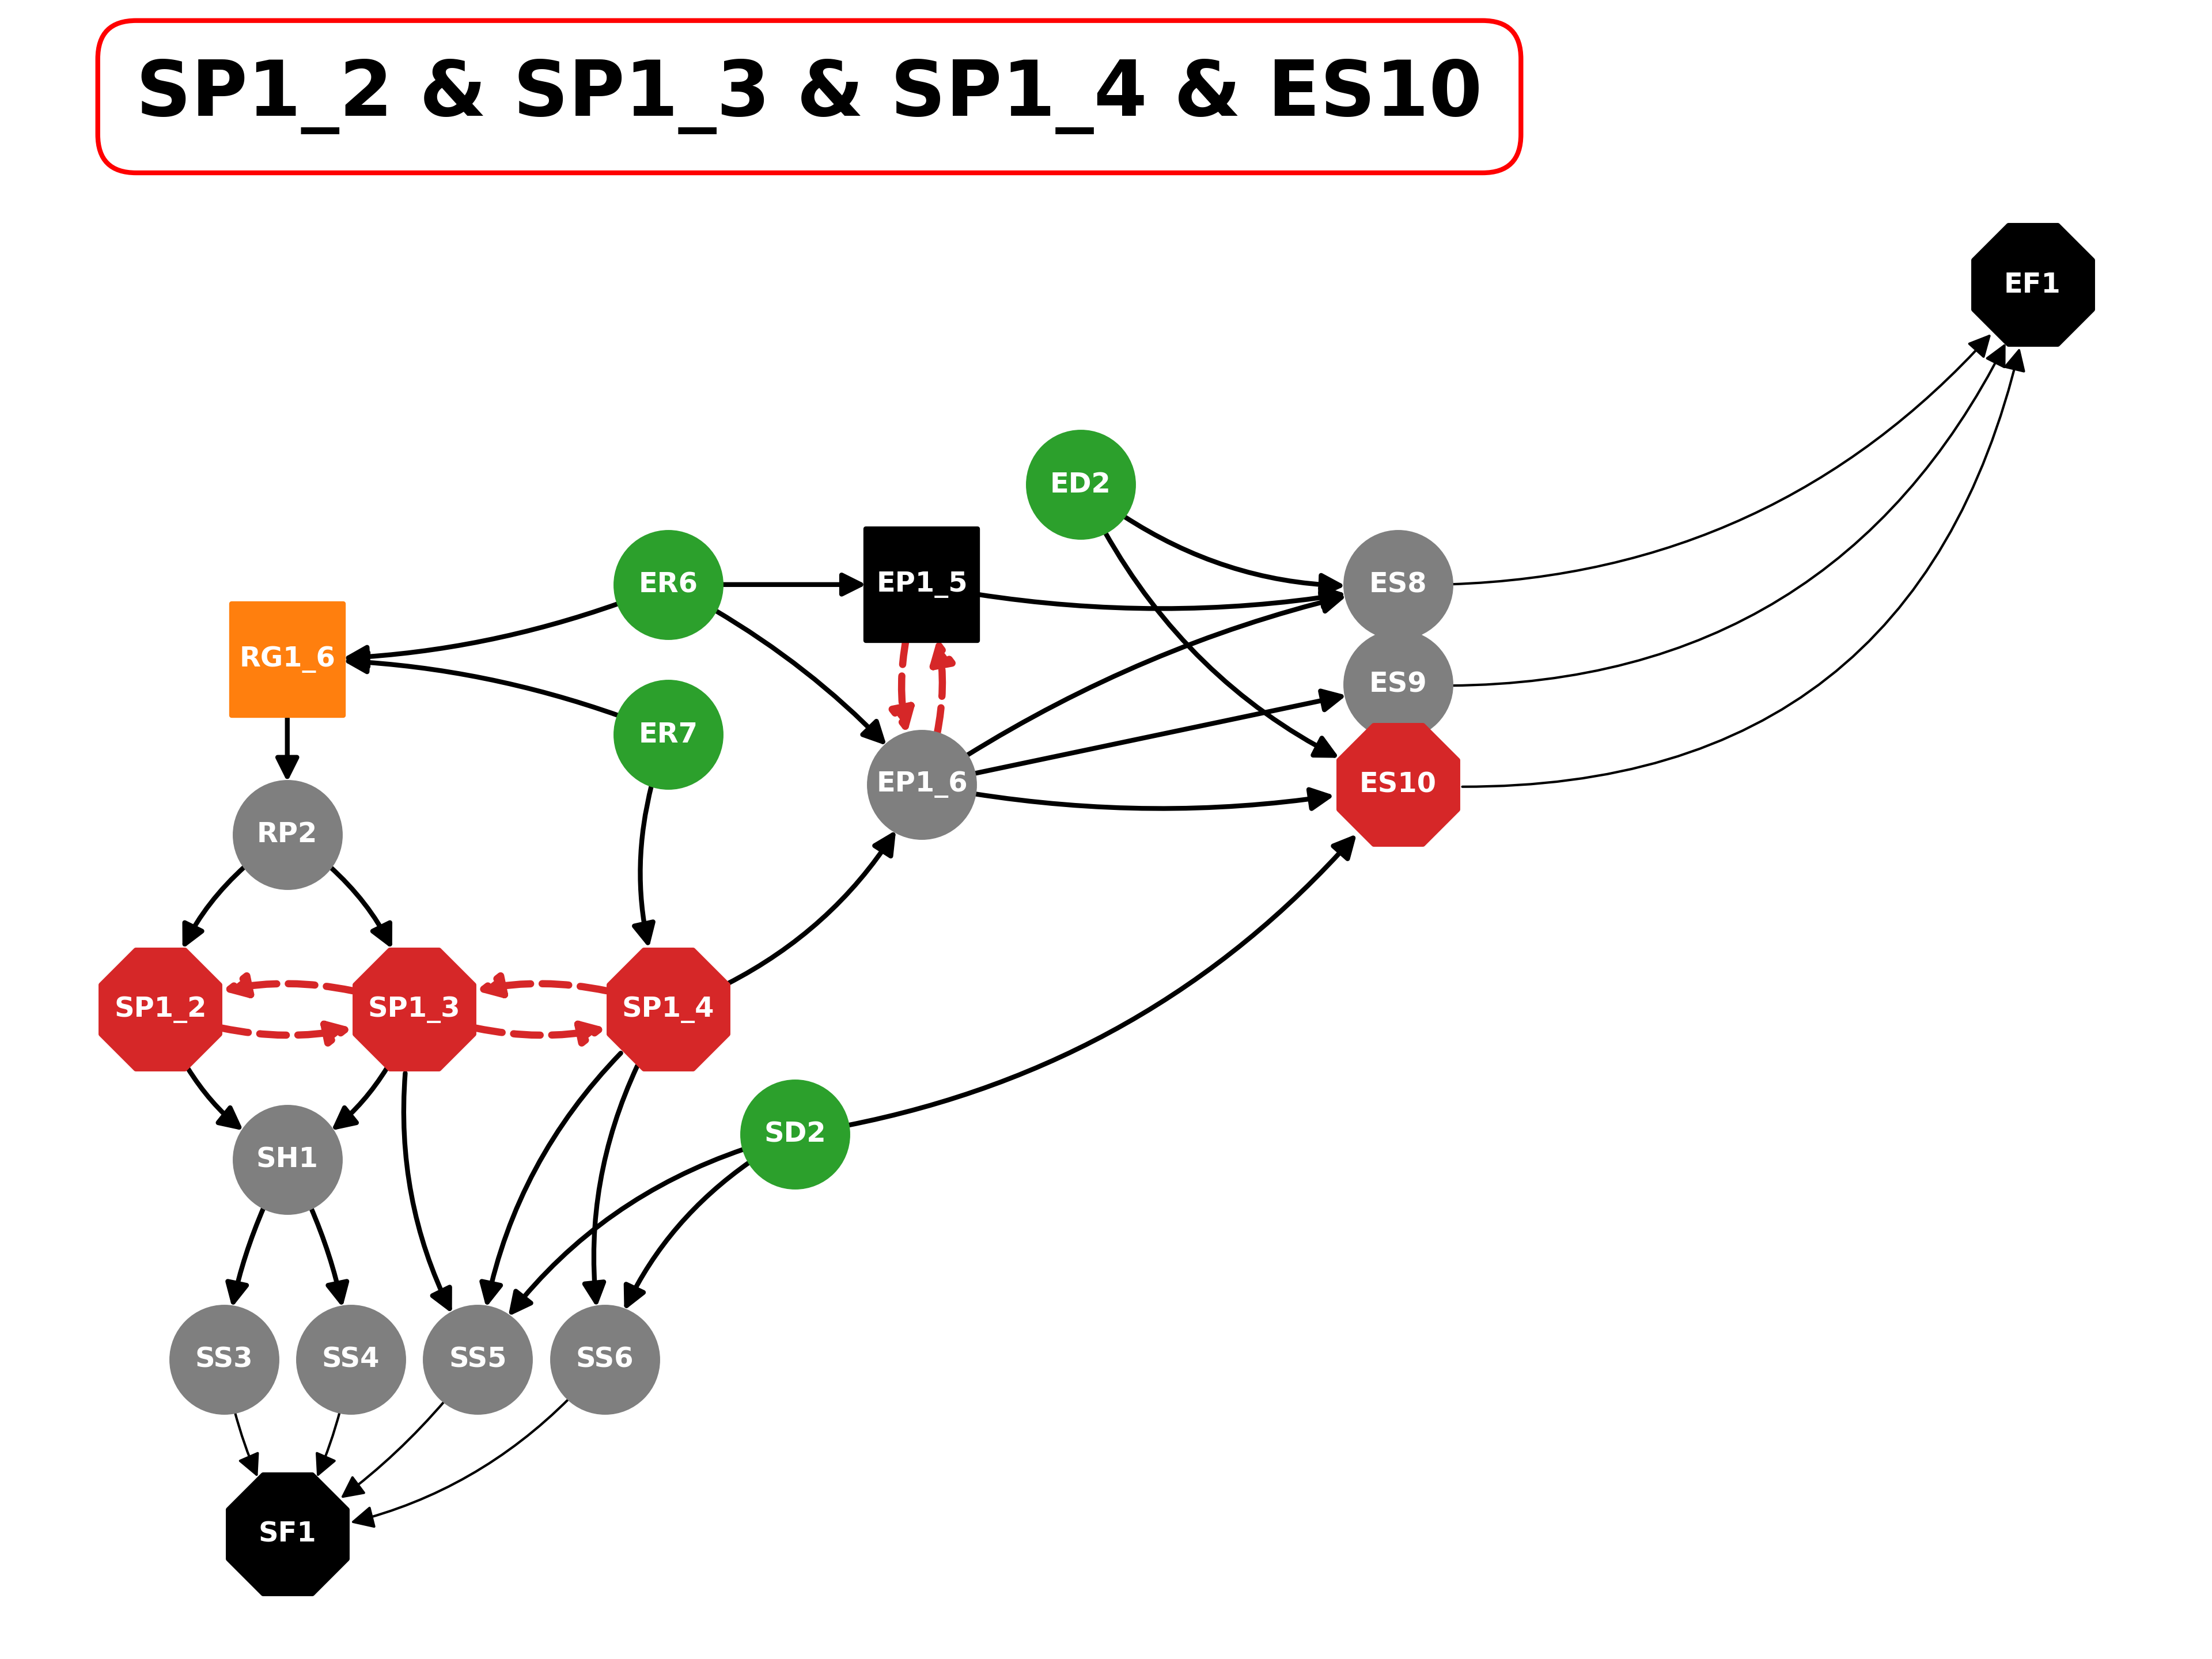 SP1_2 & SP1_3 & SP1_4 & ES10
EF1
ED2
ER6
EP1_5
ES8
RG1_6
ES9
ER7
EP1_6
ES10
RP2
SP1_2
SP1_3
SP1_4
SD2
SH1
SS3
SS4
SS5
SS6
SF1